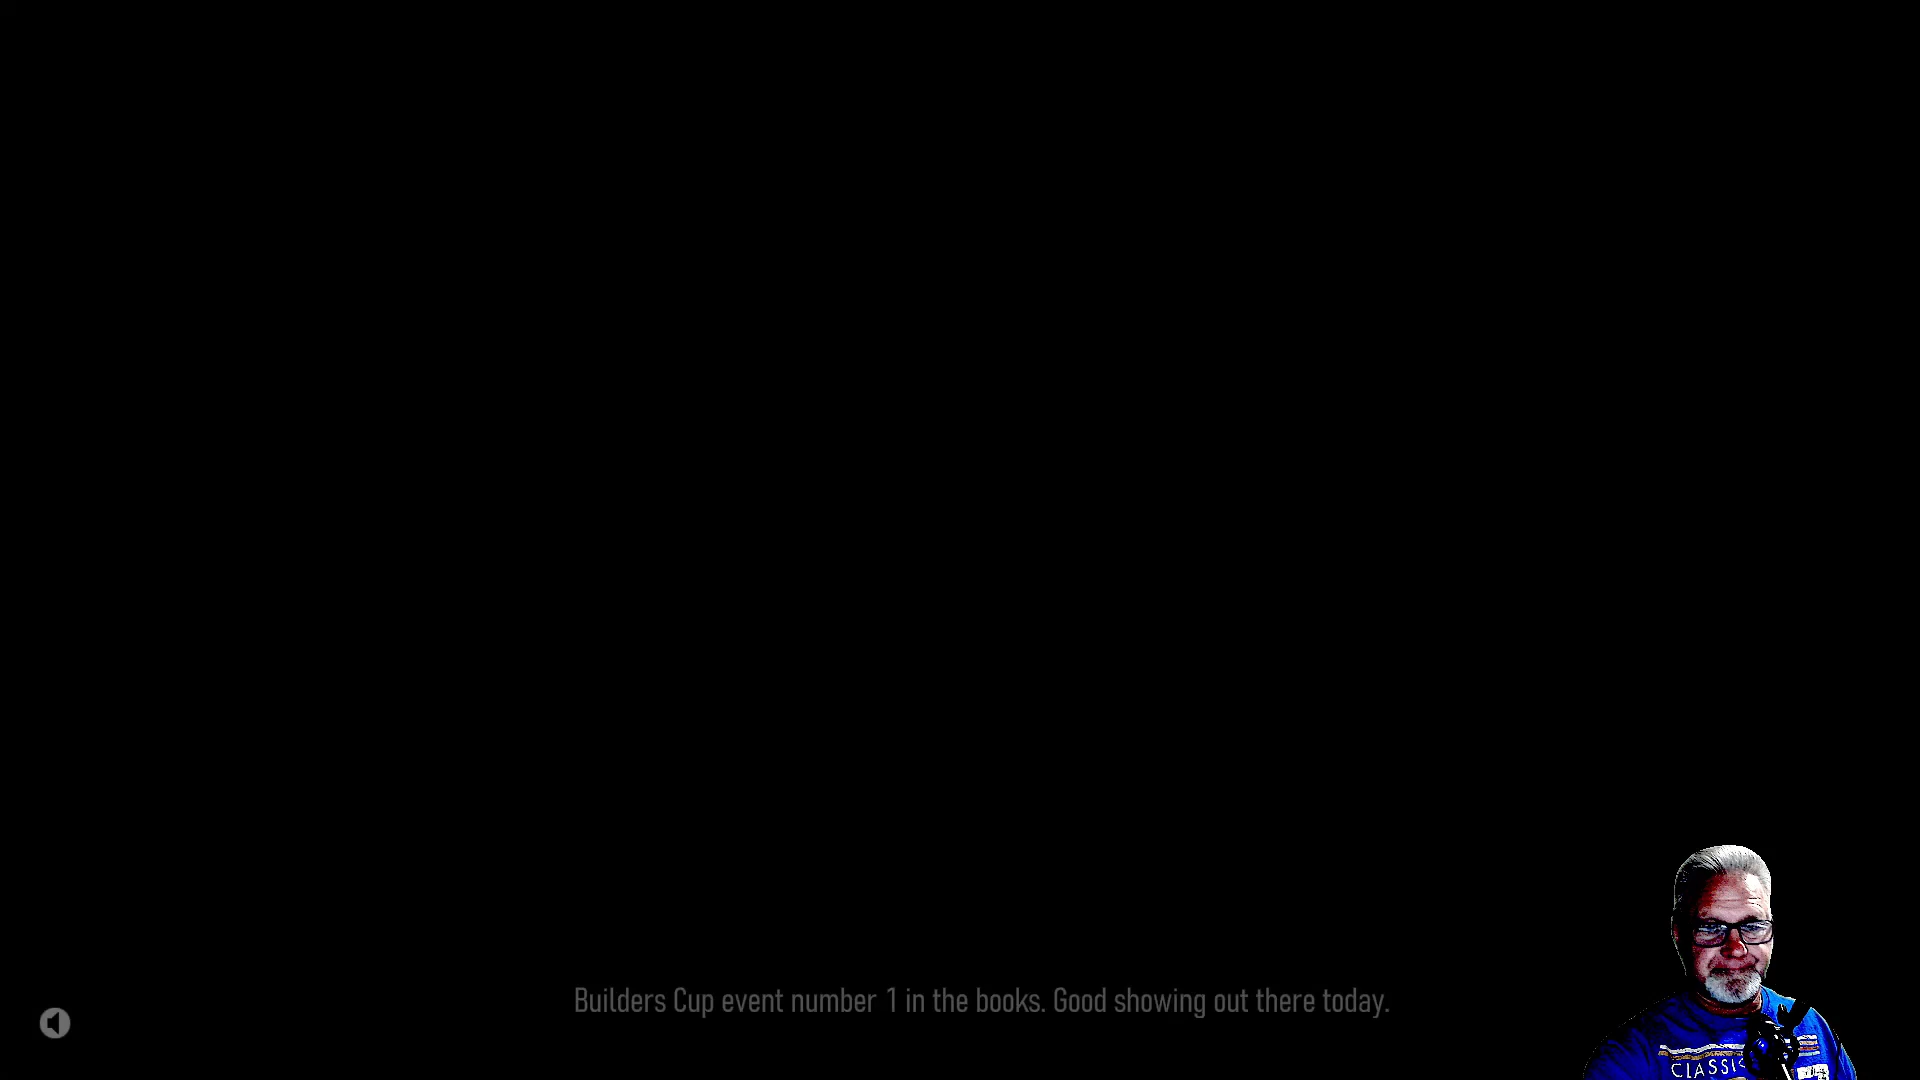 Builders Cup event number 1 in the books. Good showing out there today.
CLASSIC